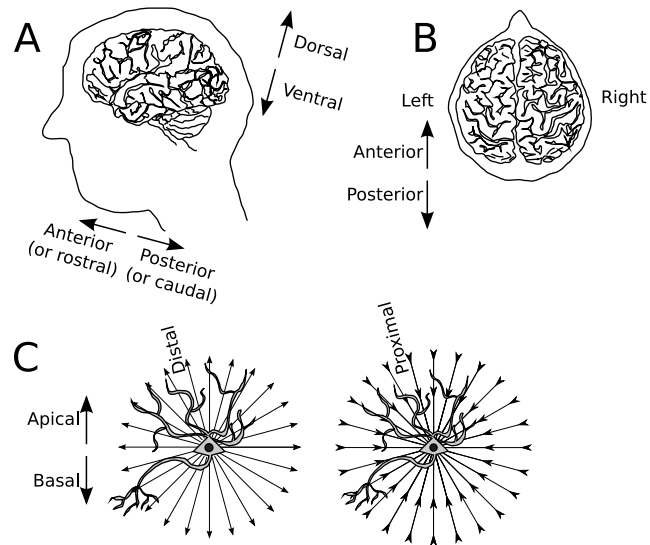 A
Dorsal
Ventral
Anterior
(or rostral)
Posterior
(or caudal)
B
Left
Right
Anterior
Posterior
C
Distal
Proximal
Apical
Basal